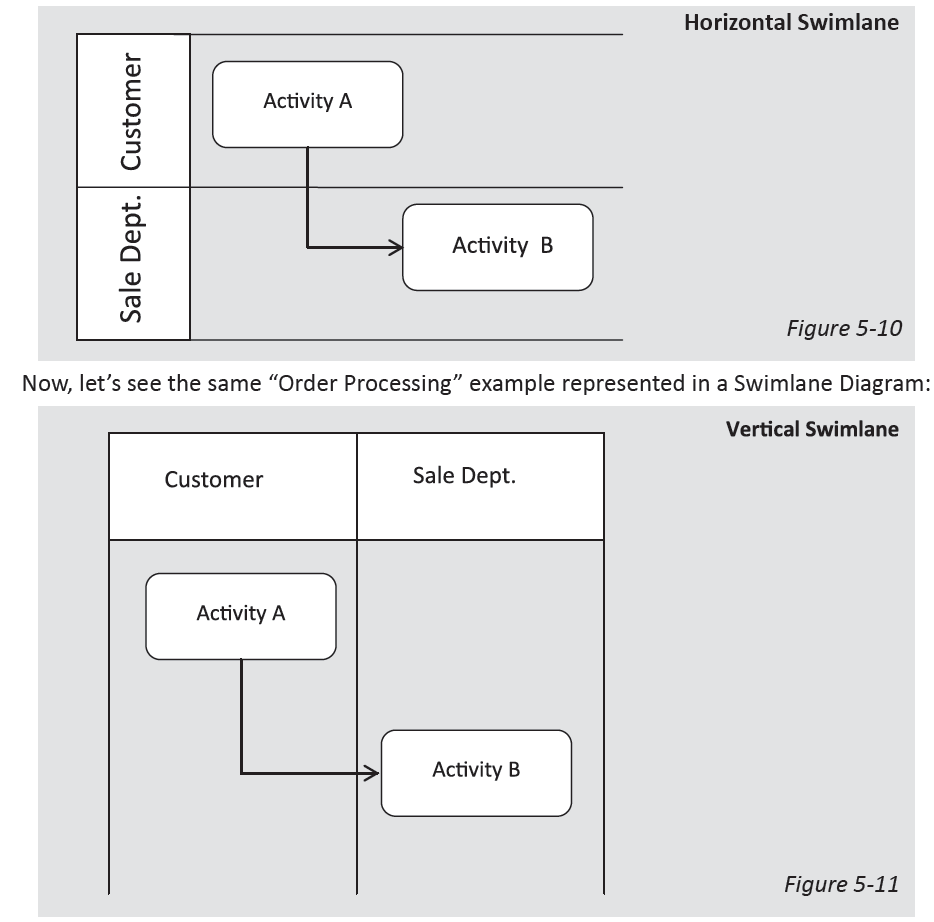 Horizontal Swimlane
Customer
Activity A
Sale Dept.
Activity B
Figure 5-10
Now, let’s see the same “Order Processing” example represented in a Swimlane Diagram:
Vertical Swimlane
Customer
Sale Dept.
Activity A
Activity B
Figure 5-11